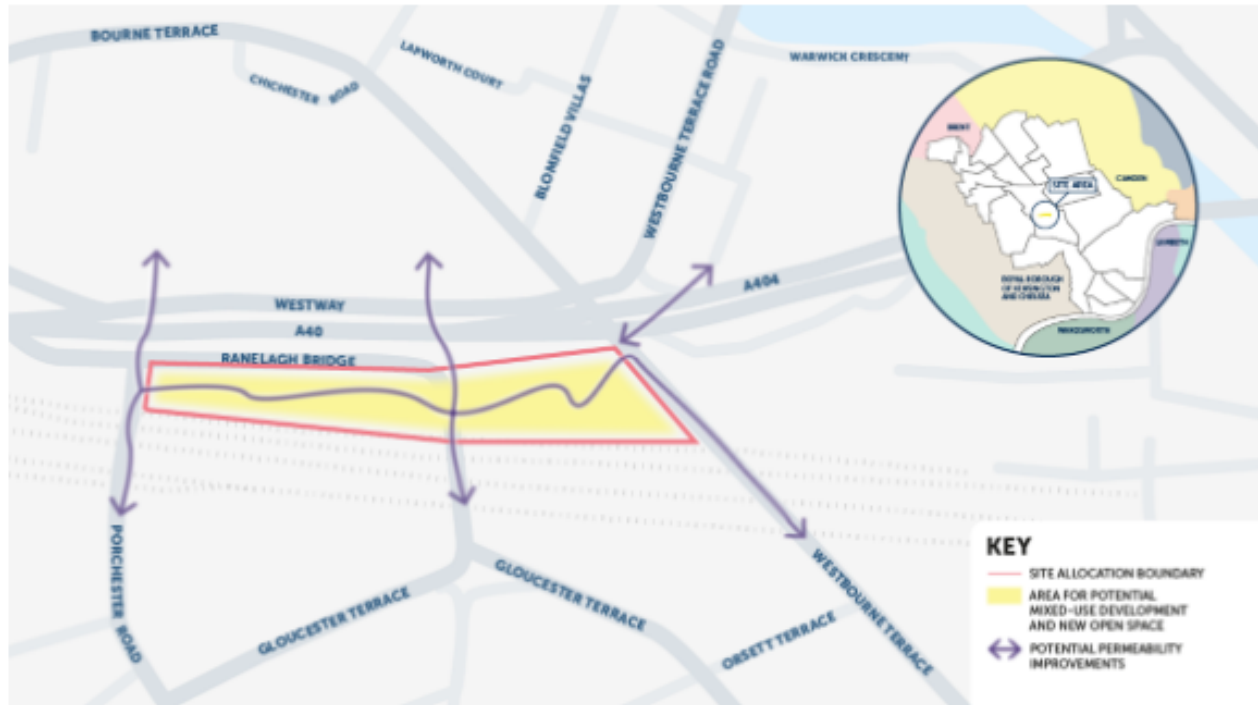 BOURNE TERRACE
CHICHESTER ROAD
LAPWORTH COURT
BLOMFIELD VILLAS
WESTBOURNE TERRACE ROAD
WARWICK CRESCENT
BRENT
CAMDEN
SITE AREA
LAMBETH
ROYAL BOROUGH
OF KENSINGTON
AND CHELSEA
WANDSWORTH
WESTWAY
A404
A40
RANELAGH BRIDGE
PORCHESTER ROAD
GLOUCESTER TERRACE
GLOUCESTER TERRACE
ORSETT TERRACE
WESTBOURNE TERRACE
KEY
SITE ALLOCATION BOUNDARY
AREA FOR POTENTIAL
MIXED-USE DEVELOPMENT
AND NEW OPEN SPACE
POTENTIAL PERMEABILITY
IMPROVEMENTS